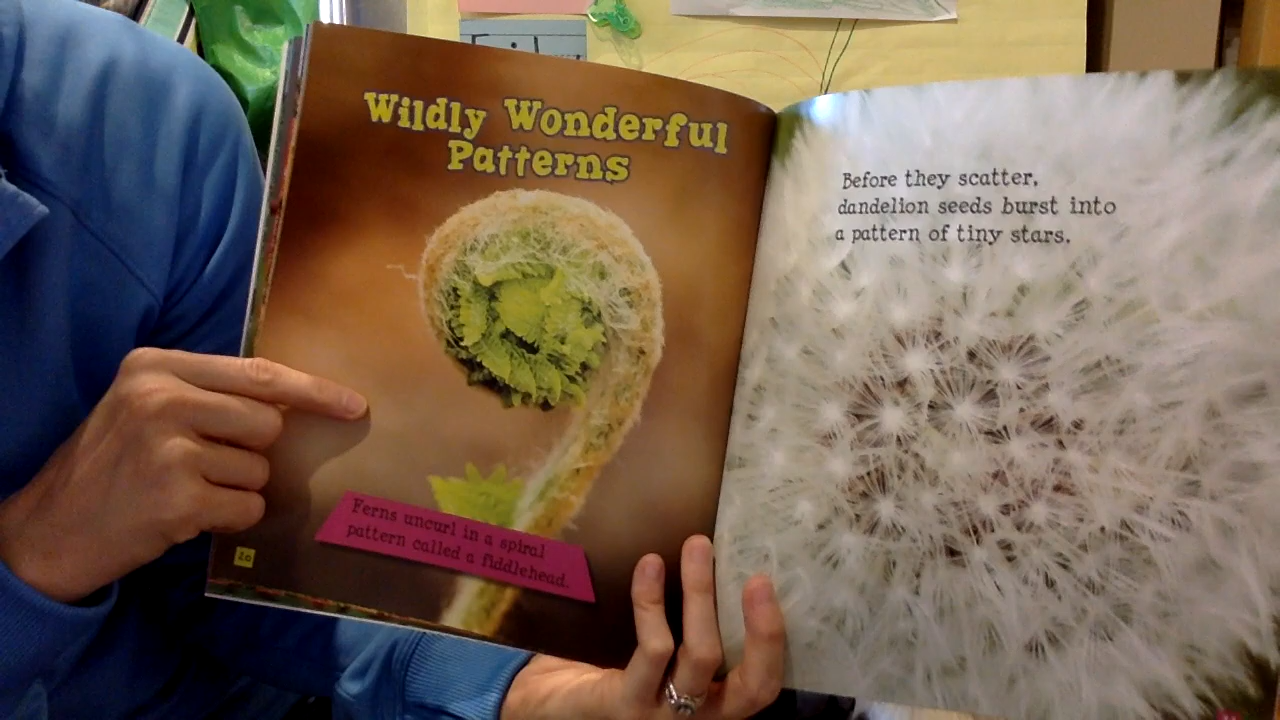 Wildly Wonderful
Patterns
Ferns uncurl in a spiral
pattern called a fiddlehead.
20
Before they scatter,
dandelion seeds burst into
a pattern of tiny stars.